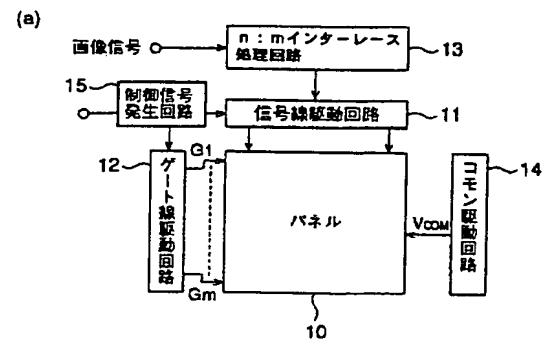 (a)
n:mインターレース
処理回路
13
画像信号
15
制御信号
発生回路
信号線駆動回路
11
12
ゲート線駆動回路
G1
Gm
パネル
10
VCOM
コモン駆動回路
14